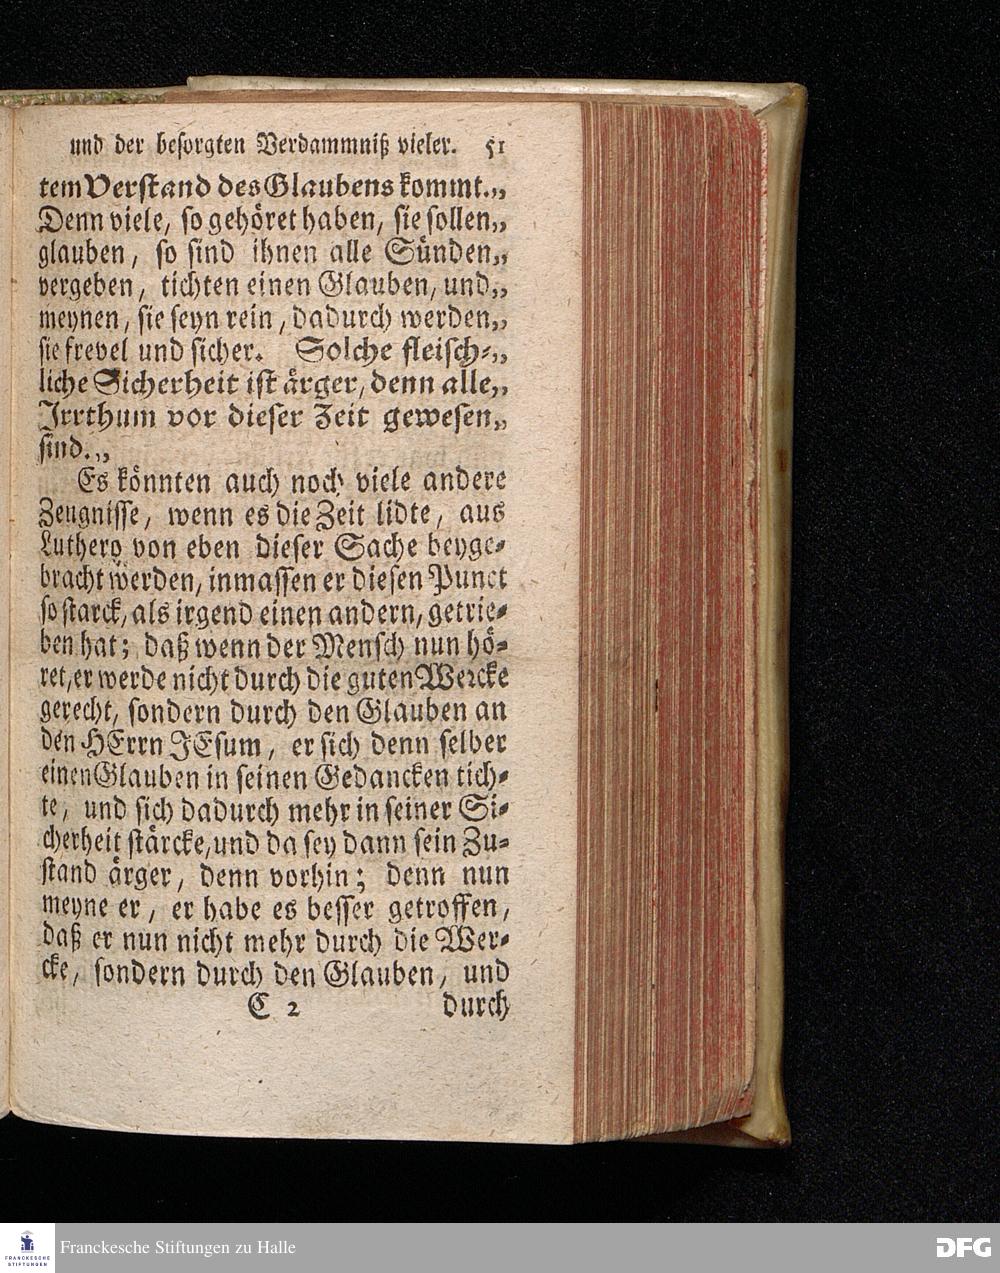 und der besorgten Verdammniß vieler. 51
tem Verstand des Glaubens kommt.„
Denn viele, so gehöret haben, sie sollen„
glauben, so sind ihnen alle Sünden„
vergeben, tichten einen Glauben, und„
meynen, sie seyn rein, dadurch werden„
sie frevel und sicher. Solche fleisch-„
liche Sicherheit ist ärger, denn alle„
Irrthum vor dieser Zeit gewesen„
sind.„
Es könnten auch noch viele andere
Zeugnisse, wenn es die Zeit lidte, aus
Luthero von eben dieser Sache beyge-
bracht werden, inmassen er diesen Punct
so starck, als irgend einen andern, getrie-
ben hat; daß wenn der Mensch nun hö-
ret, er werde nicht durch die guten Wercke
gerecht, sondern durch den Glauben an
den HErrn JEsum, er sich denn selber
einen Glauben in seinen Gedancken tich-
te, und sich dadurch mehr in seiner Si-
cherheit stärcke, und da sey dann sein Zu-
stand ärger, denn vorhin; denn nun
meyne er, er habe es besser getroffen,
daß er nun nicht mehr durch die Wer-
cke, sondern durch den Glauben, und
C 2 durch
FRANCKESCHE
STIFTUNGEN
Franckesche Stiftungen zu Halle
DFG